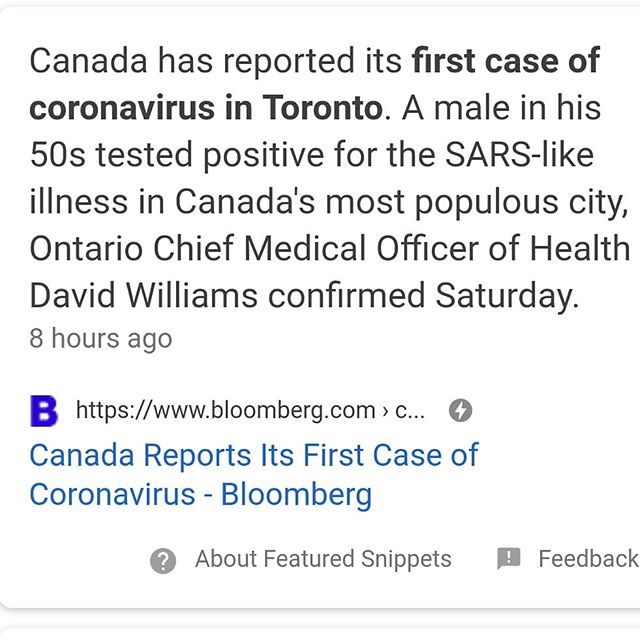 Canada has reported its first case of
coronavirus in Toronto. A male in his
50s tested positive for the SARS-like
illness in Canada's most populous city,
Ontario Chief Medical Officer of Health
David Williams confirmed Saturday.
8 hours ago
B https://www.bloomberg.com › c...
Canada Reports Its First Case of
Coronavirus - Bloomberg
About Featured Snippets Feedback